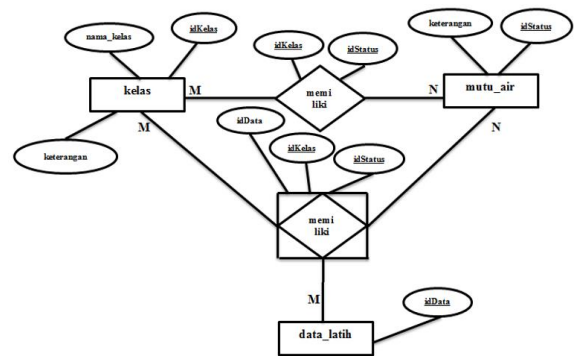 nama_kelas
idKelas
idKelas
idStatus
keterangan
idStatus
kelas
M
memi
liki
N
mutu_air
M
idData
idKelas
idStatus
N
keterangan
memi
liki
M
idData
data_latih